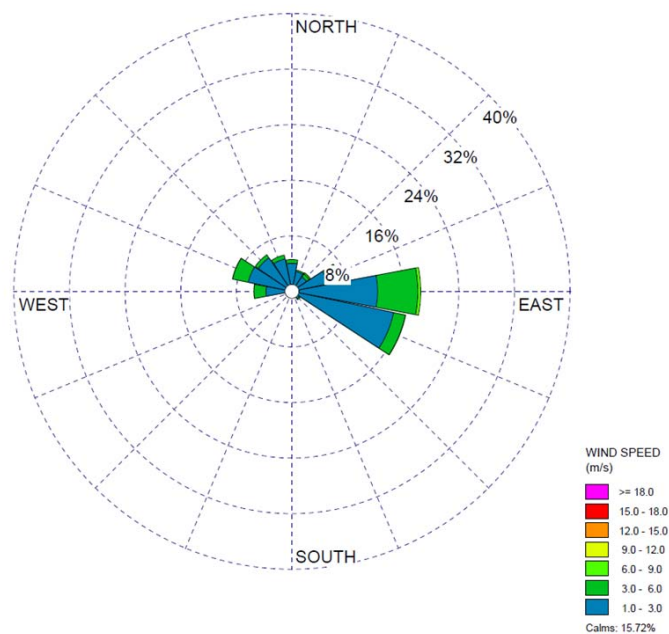 NORTH
40%
32%
24%
16%
8%
WEST
EAST
SOUTH
WIND SPEED
(m/s)
>= 18.0
15.0 - 18.0
12.0 - 15.0
9.0 - 12.0
6.0 - 9.0
3.0 - 6.0
1.0 - 3.0
Calms: 15.72%